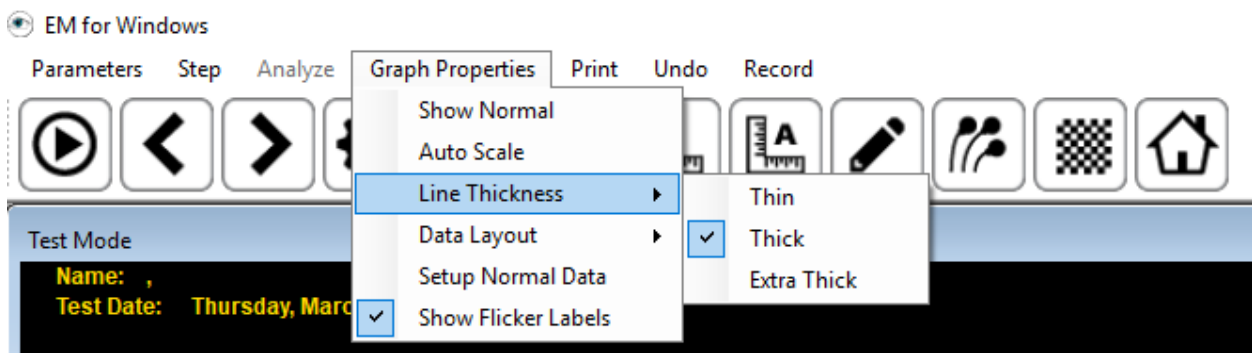 EM for Windows
Parameters Step Analyze Graph Properties Print Undo Record
Show Normal
Auto Scale
Line Thickness
Data Layout
Setup Normal Data
Show Flicker Labels
Thin
Thick
Extra Thick
A
Test Mode
Name: ,
Test Date: Thursday, Marc